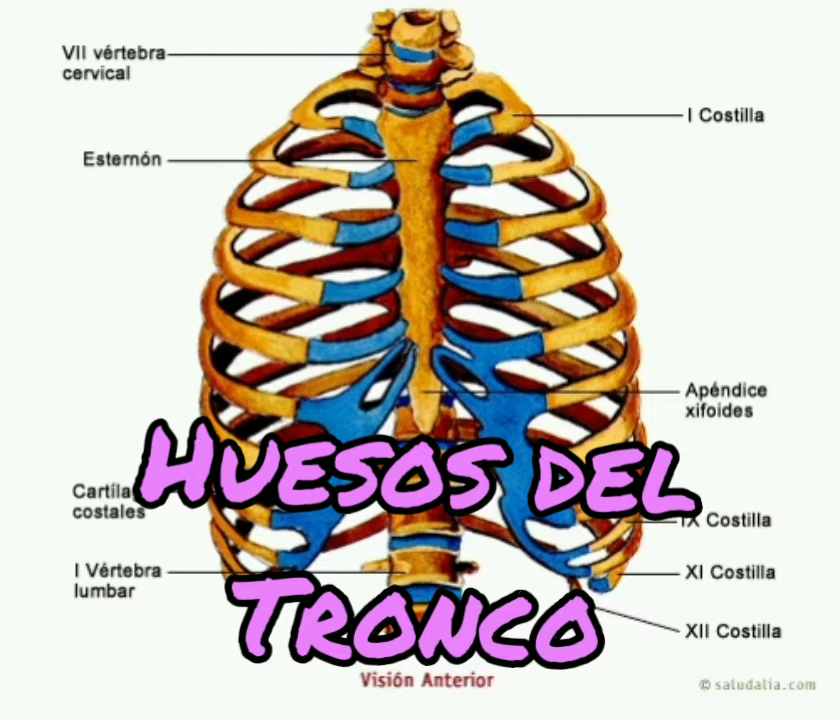 VII vértebra
cervical
I Costilla
Esternón
Apéndice
xifoides
HUESOS DEL
costales
IX Costilla
I Vértebra
lumbar
XI Costilla
TRONCO
XII Costilla
Visión Anterior
© saludalia.com